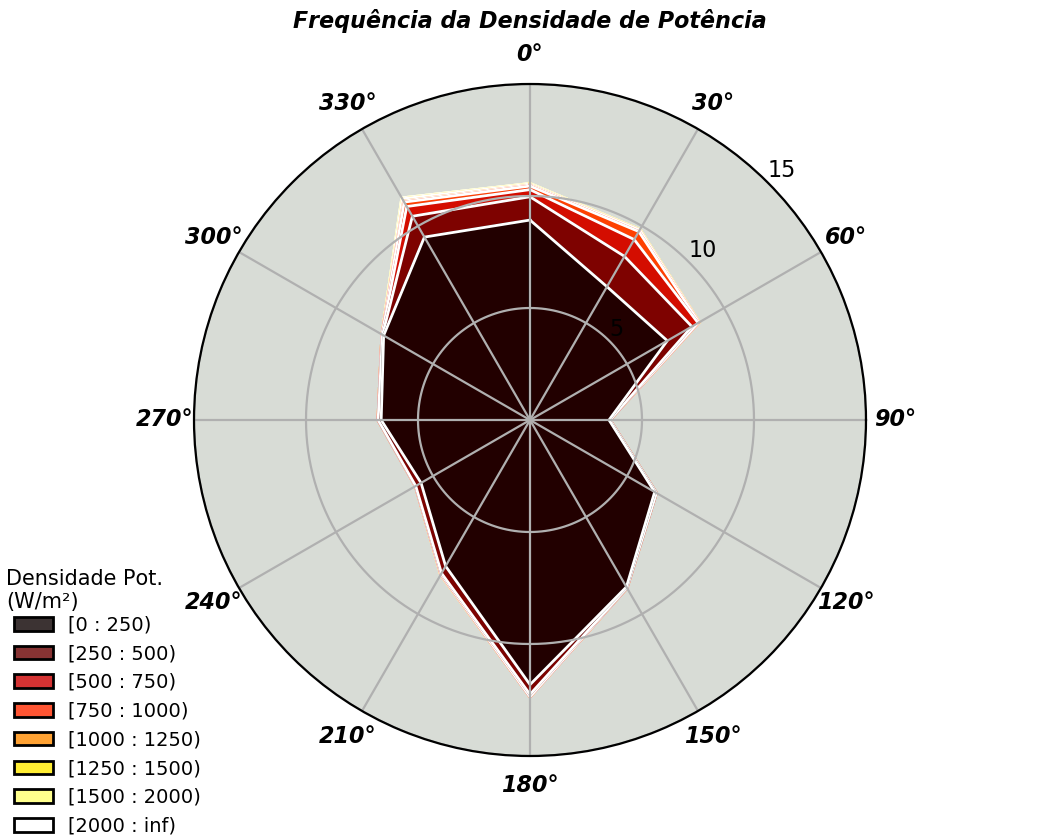 Frequência da Densidade de Potência
0°
330°
30°
15
300°
60°
10
5
270°
90°
240°
120°
210°
150°
180°
Densidade Pot.
(W/m²)
[0 : 250)
[250 : 500)
[500 : 750)
[750 : 1000)
[1000 : 1250)
[1250 : 1500)
[1500 : 2000)
[2000 : inf)